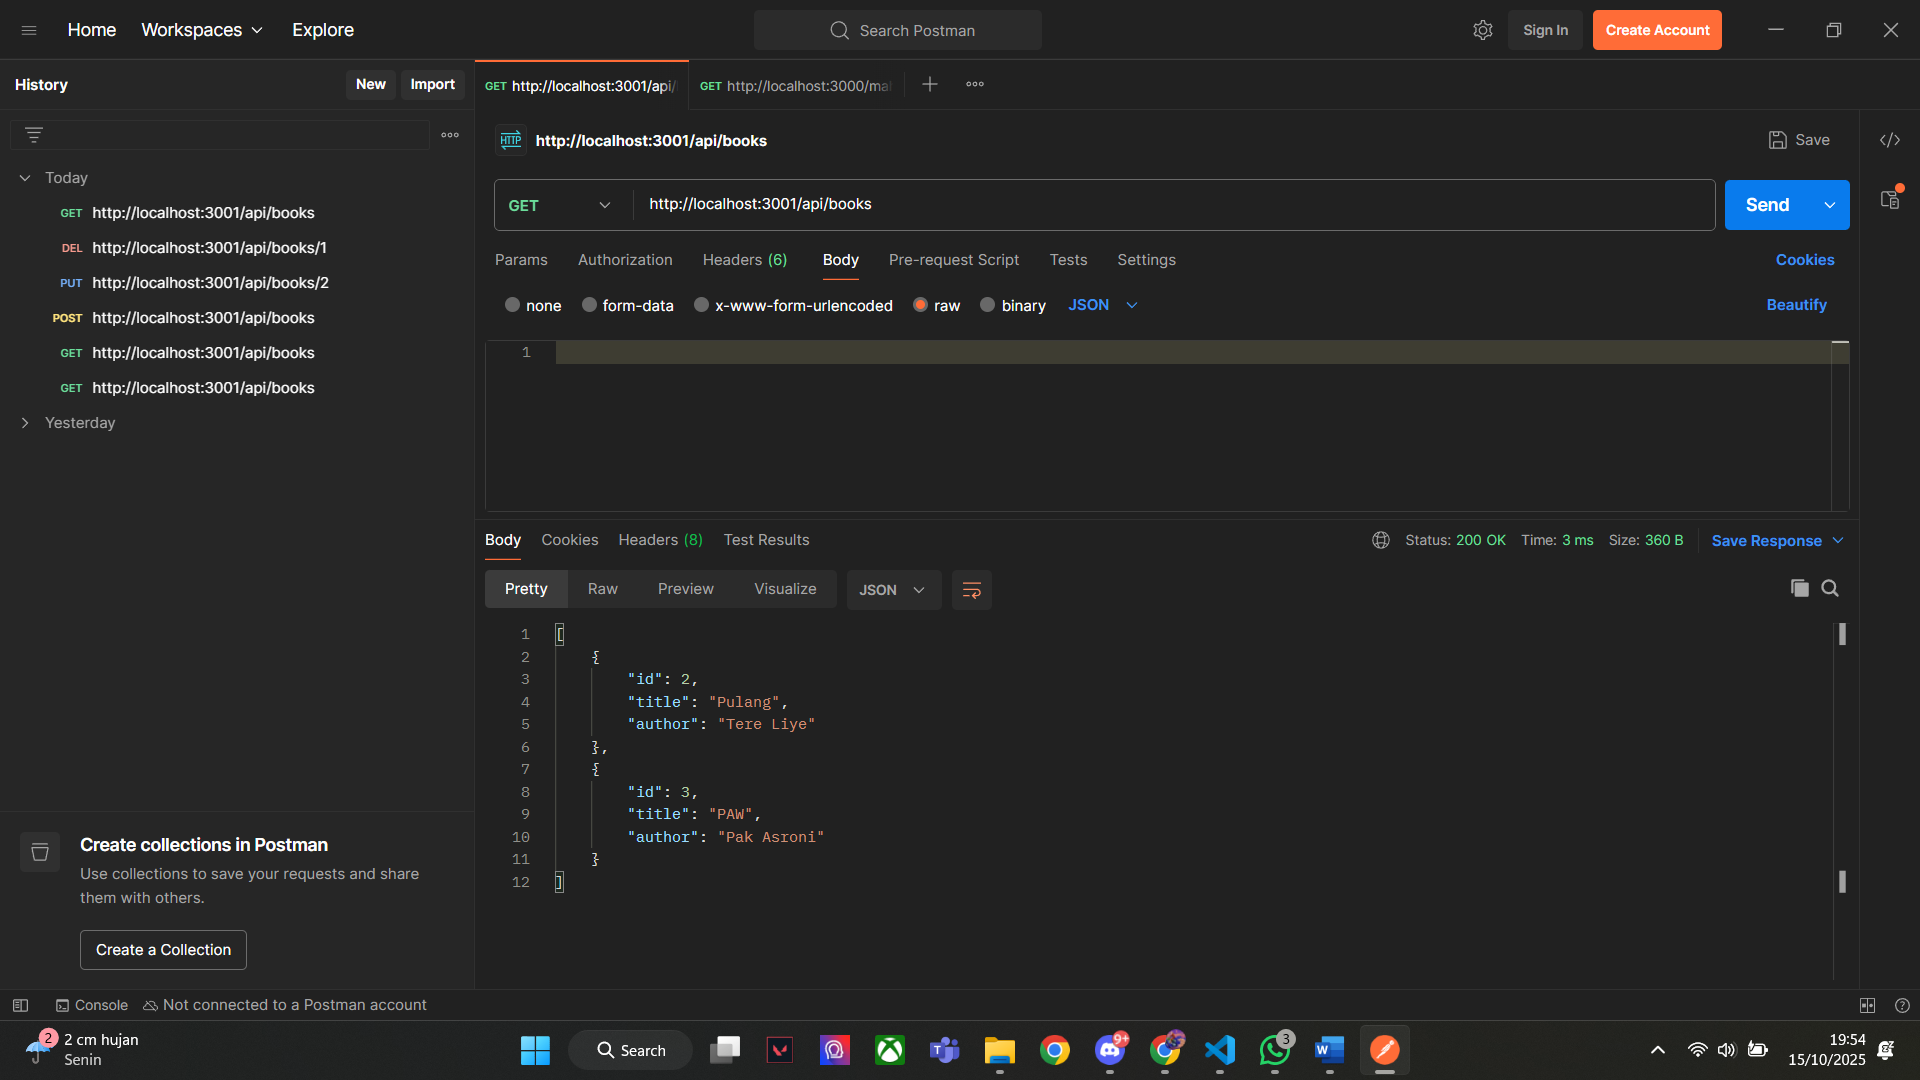 Home Workspaces Explore Search Postman Sign In Create Account
History New Import GET http://localhost:3001/api/ GET http://localhost:3000/ma
HTTP http://localhost:3001/api/books Save
Today
GET http://localhost:3001/api/books
DEL http://localhost:3001/api/books/1
PUT http://localhost:3001/api/books/2
POST http://localhost:3001/api/books
GET http://localhost:3001/api/books
GET http://localhost:3001/api/books
Yesterday
GET http://localhost:3001/api/books Send
Params Authorization Headers (6) Body Pre-request Script Tests Settings Cookies
none form-data x-www-form-urlencoded raw binary JSON Beautify
1
Body Cookies Headers (8) Test Results Status: 200 OK Time: 3 ms Size: 360 B Save Response
Pretty Raw Preview Visualize JSON
1 [
2 {
3 "id": 2,
4 "title": "Pulang",
5 "author": "Tere Liye"
6 },
7 {
8 "id": 3,
9 "title": "PAW",
10 "author": "Pak Asroni"
11 }
12 ]
Create collections in Postman
Use collections to save your requests and share
them with others.
Create a Collection
Console Not connected to a Postman account
2 2 cm hujan
Senin
Search
9+
3
19:54
15/10/2025